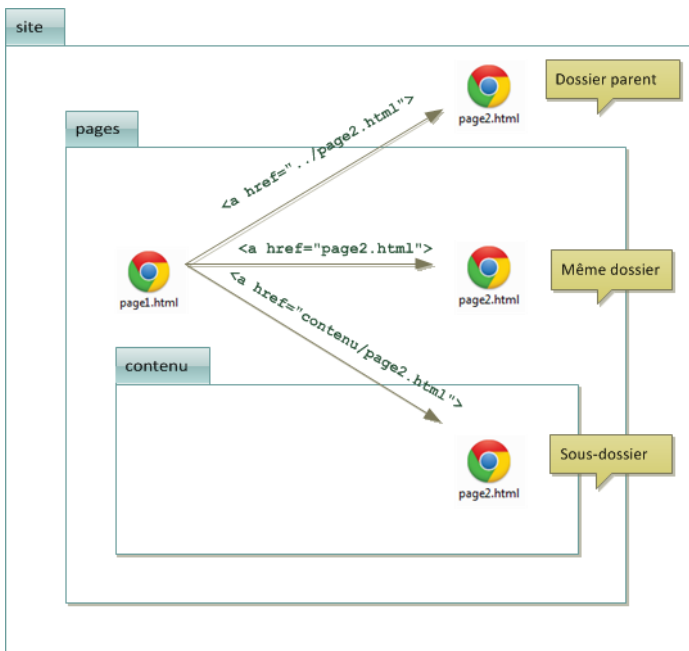 site
Dossier parent
page2.html
pages
<a href="../page2.html">
<a href="page2.html">
page1.html
page2.html
Même dossier
<a href="contenu/page2.html">
contenu
page2.html
Sous-dossier